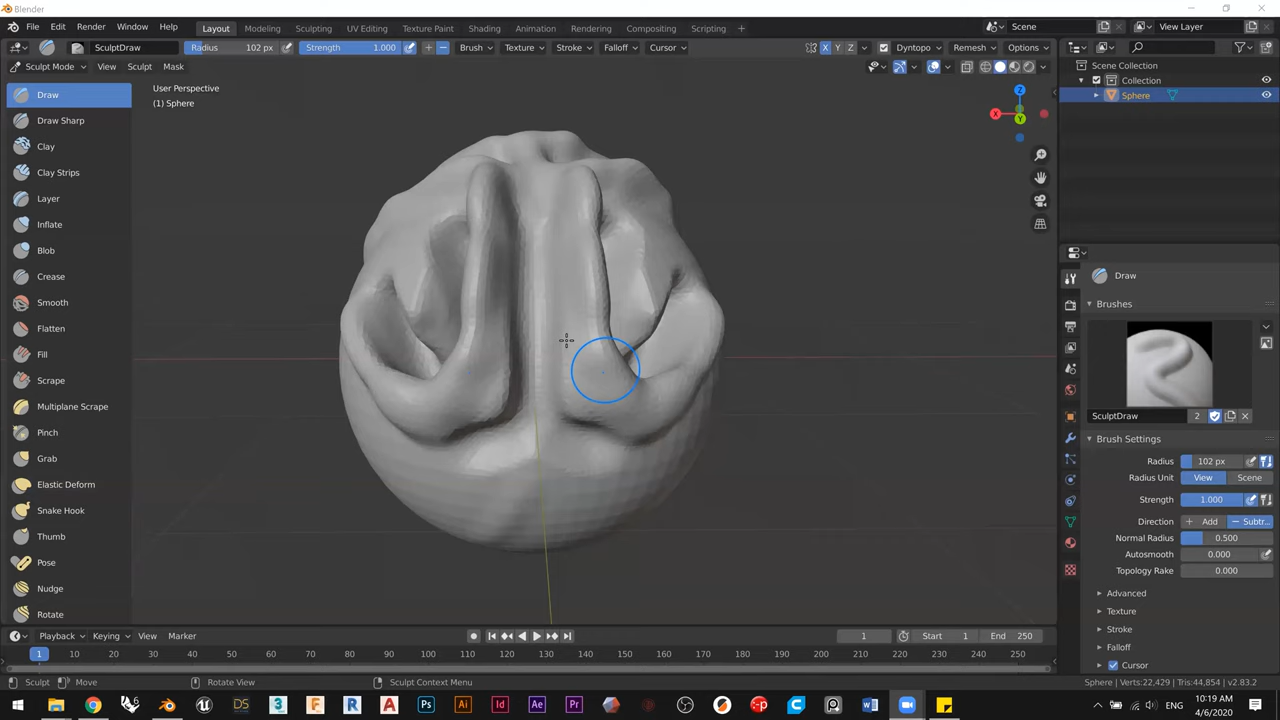 Blender
File Edit Render Window Help Layout Modeling Sculpting UV Editing Texture Paint Shading Animation Rendering Compositing Scripting Scene View Layer
SculptDraw Radius 102 px Strength 1.000 Brush Texture Stroke Falloff Cursor X Y Z Dyntopo Remesh Options
Sculpt Mode View Sculpt Mask
Scene Collection
Collection
Sphere
User Perspective
(1) Sphere
Z
X
Y
Draw
Draw Sharp
Clay
Clay Strips
Layer
Inflate
Blob
Crease
Smooth
Flatten
Fill
Scrape
Multiplane Scrape
Pinch
Grab
Elastic Deform
Snake Hook
Thumb
Pose
Nudge
Rotate
Draw
Brushes
SculptDraw 2
Brush Settings
Radius 102 px
Radius Unit View Scene
Strength 1.000
Direction Add Subtr...
Normal Radius 0.500
Autosmooth 0.000
Topology Rake 0.000
Advanced
Texture
Stroke
Falloff
Cursor
Playback Keying View Marker 1 Start 1 End 250
1 10 20 30 40 50 60 70 80 90 100 110 120 130 140 150 160 170 180 190 200 210 220 230 240 250
Sculpt Move Rotate View Sculpt Context Menu Sphere | Verts:22,429 | Tris:44,854 | v2.83.2
DS 3 F R A Ps Ai Id Ae Pr W
ENG 10:19 AM
4/6/2020